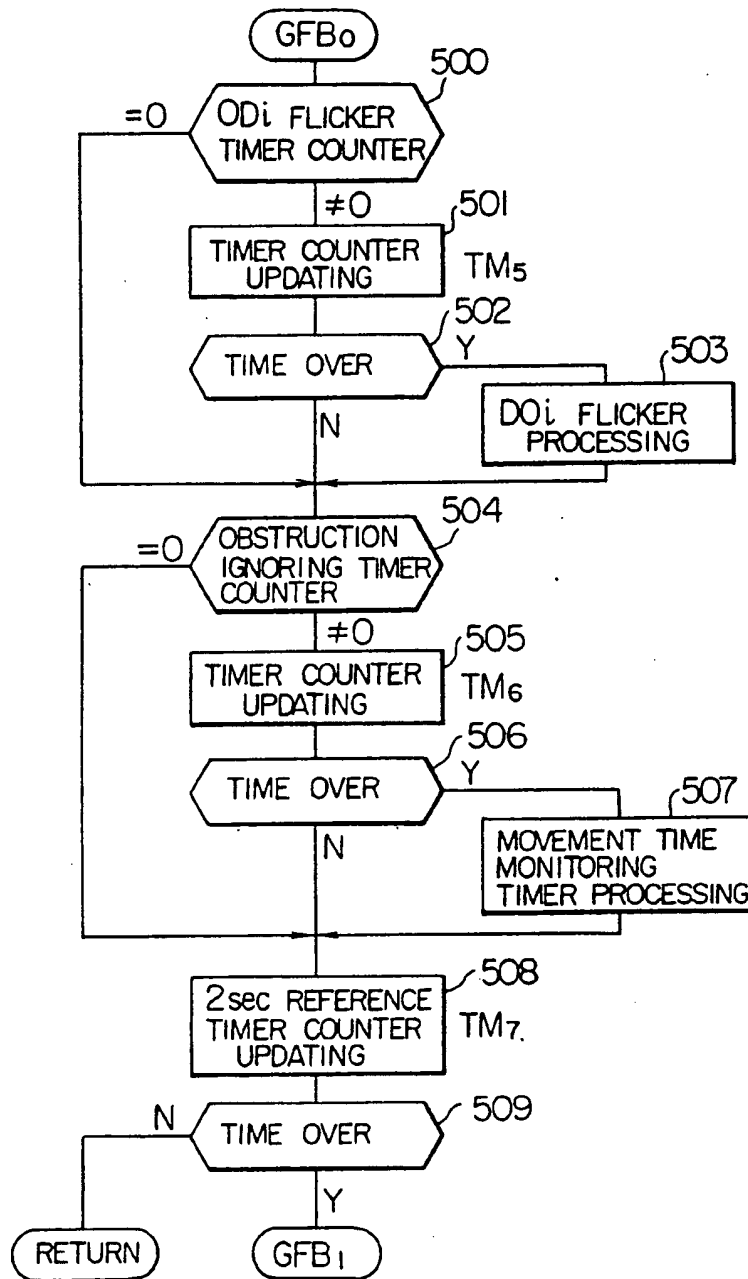 GFB0
500
ODi FLICKER
TIMER COUNTER
=0
≠0
501
TIMER COUNTER
UPDATING
TM5
502
TIME OVER
Y
503
DOi FLICKER
PROCESSING
N
504
=0
OBSTRUCTION
IGNORING TIMER
COUNTER
≠0
505
TIMER COUNTER
UPDATING
TM6
506
TIME OVER
Y
507
MOVEMENT TIME
MONITORING
TIMER PROCESSING
N
508
2sec REFERENCE
TIMER COUNTER
UPDATING
TM7.
509
N
TIME OVER
Y
RETURN
GFB1